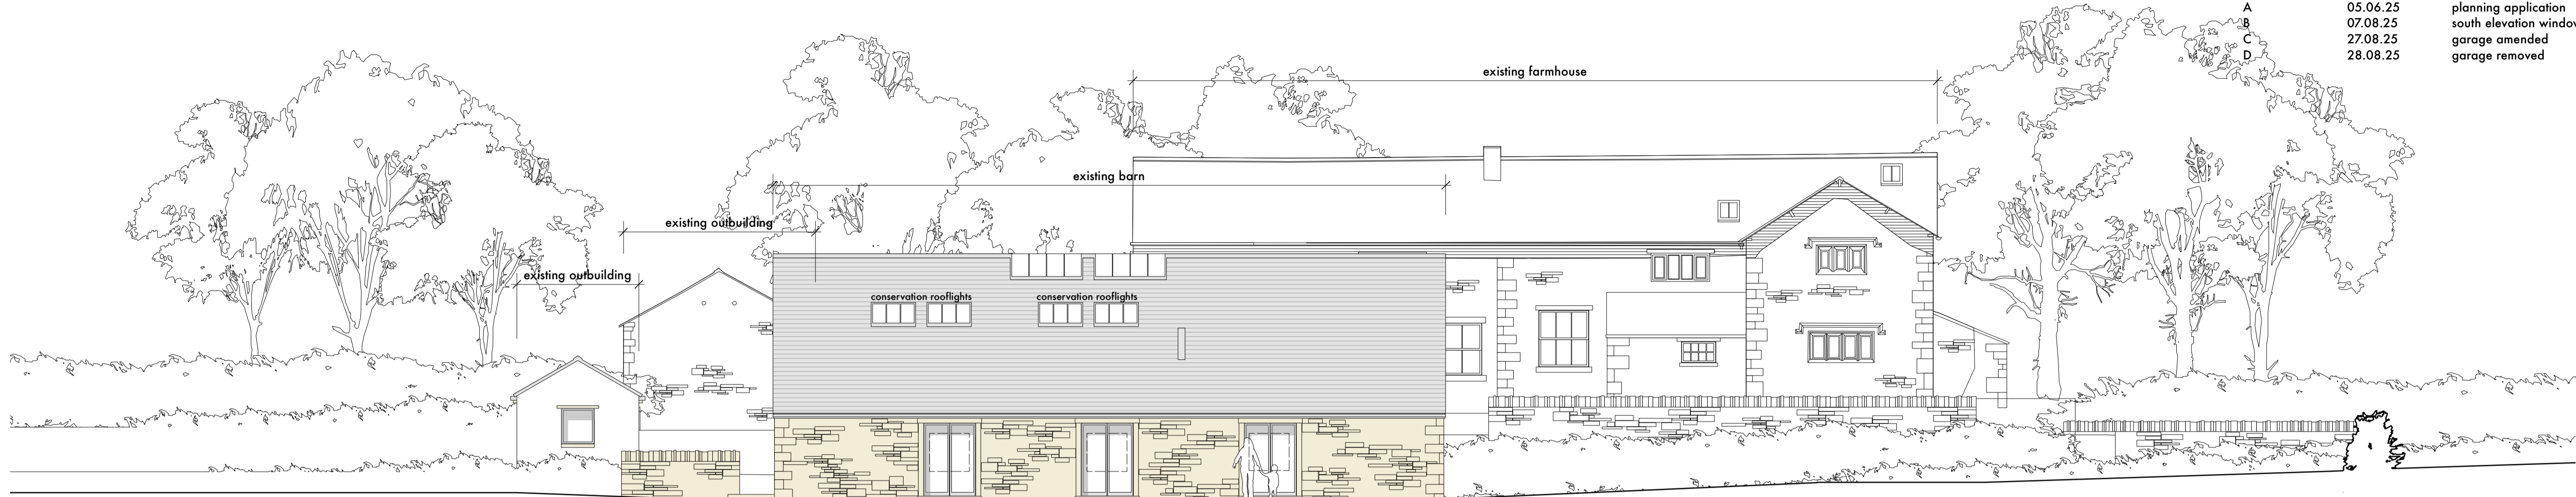 A 05.06.25 planning application
B 07.08.25 south elevation
C 27.08.25 garage amended
D 28.08.25 garage removed
existing farmhouse
existing barn
existing outbuilding
existing outbuilding
conservation rooflights conservation rooflights